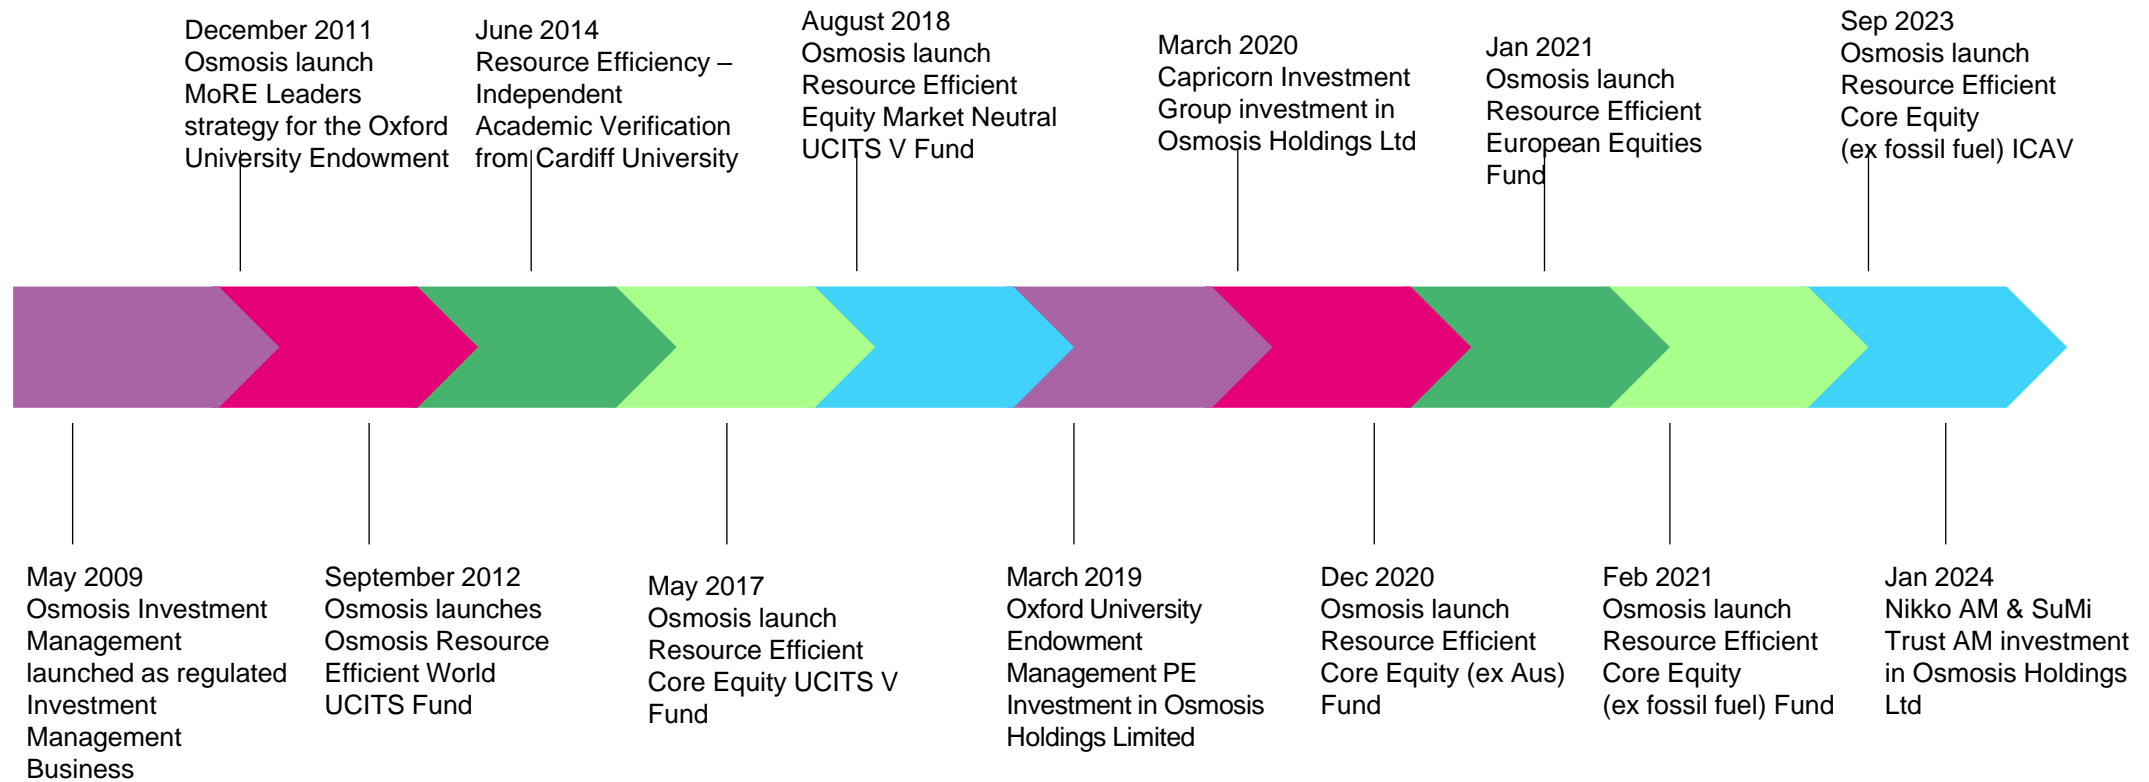 December 2011
Osmosis launch
MoRE Leaders
strategy for the Oxford
University Endowment
June 2014
Resource Efficiency –
Independent
Academic Verification
from Cardiff University
August 2018
Osmosis launch
Resource Efficient
Equity Market Neutral
UCITS V Fund
March 2020
Capricorn Investment
Group investment in
Osmosis Holdings Ltd
Jan 2021
Osmosis launch
Resource Efficient
European Equities
Fund
Sep 2023
Osmosis launch
Resource Efficient
Core Equity
(ex fossil fuel) ICAV
May 2009
Osmosis Investment
Management
launched as regulated
Investment
Management
Business
September 2012
Osmosis launches
Osmosis Resource
Efficient World
UCITS Fund
May 2017
Osmosis launch
Resource Efficient
Core Equity UCITS V
Fund
March 2019
Oxford University
Endowment
Management PE
Investment in Osmosis
Holdings Limited
Dec 2020
Osmosis launch
Resource Efficient
Core Equity (ex Aus)
Fund
Feb 2021
Osmosis launch
Resource Efficient
Core Equity
(ex fossil fuel) Fund
Jan 2024
Nikko AM & SuMi
Trust AM investment
in Osmosis Holdings
Ltd